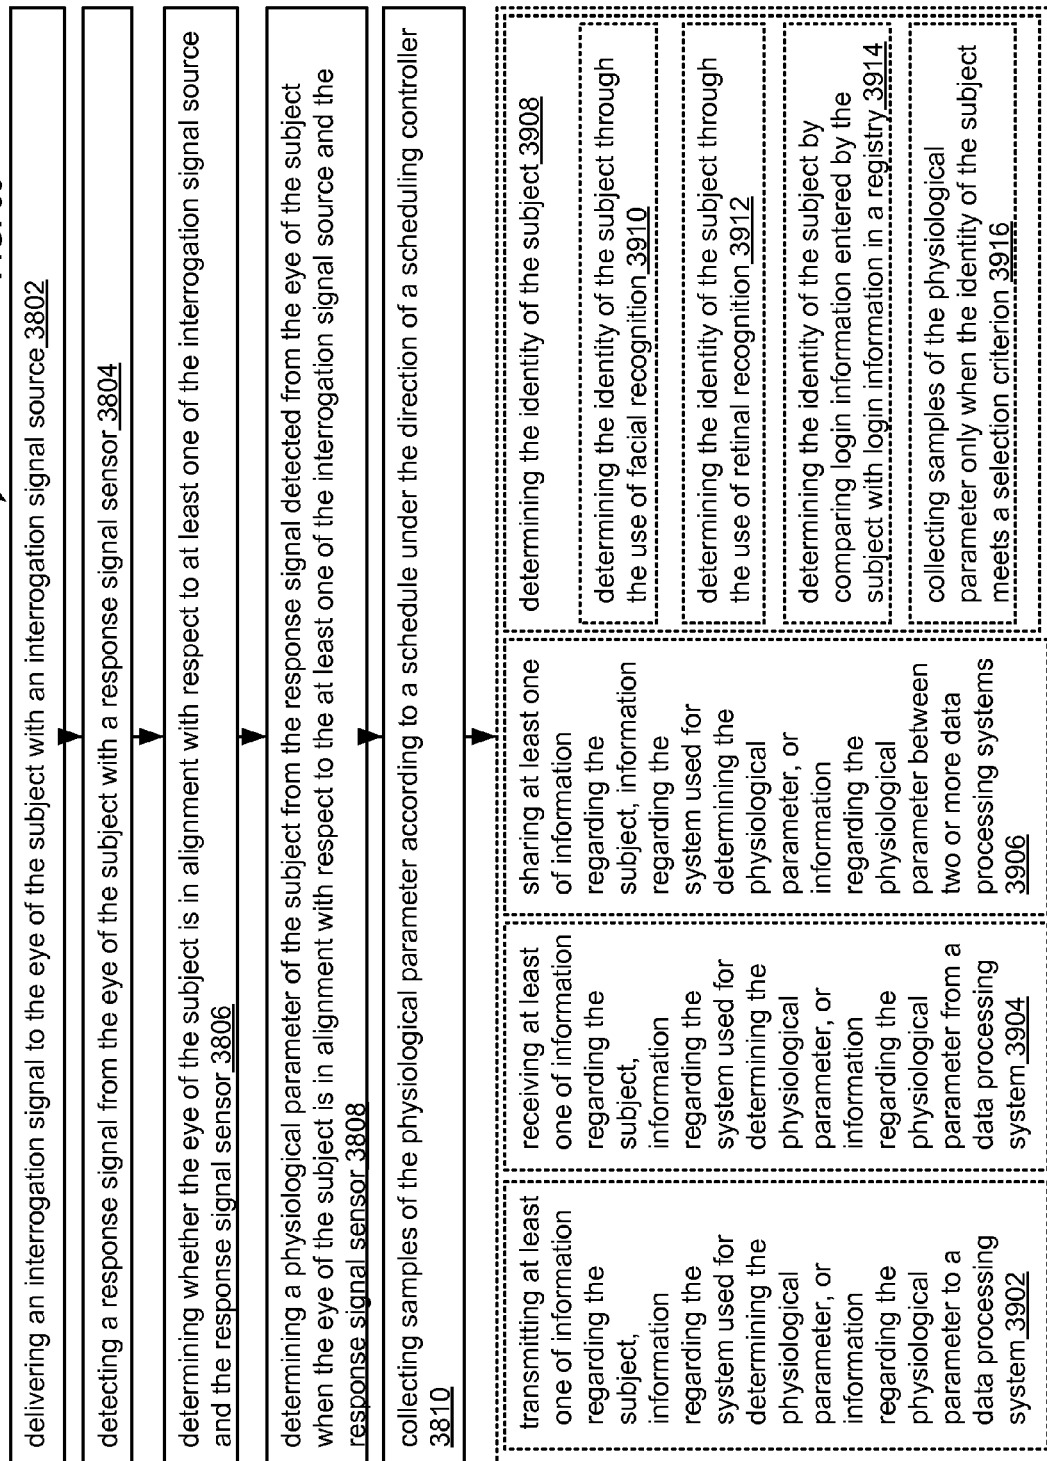 delivering an interrogation signal to the eye of the subject with an interrogation signal source 3802
detecting a response signal from the eye of the subject with a response signal sensor 3804
determining whether the eye of the subject is in alignment with respect to at least one of the interrogation signal source
and the response signal sensor 3806
determining a physiological parameter of the subject from the response signal detected from the eye of the subject
when the eye of the subject is in alignment with respect to the at least one of the interrogation signal source and the
response signal sensor 3808
collecting samples of the physiological parameter according to a schedule under the direction of a scheduling controller
3810
transmitting at least
one of information
regarding the
subject,
information
regarding the
system used for
determining the
physiological
parameter, or
information
regarding the
physiological
parameter to a
data processing
system 3902
receiving at least
one of information
regarding the
subject,
information
regarding the
system used for
determining the
physiological
parameter, or
information
regarding the
physiological
parameter from a
data processing
system 3904
sharing at least one
of information
regarding the
subject, information
regarding the
system used for
determining the
physiological
parameter, or
information
regarding the
physiological
parameter between
two or more data
processing systems
3906
determining the identity of the subject 3908
determining the identity of the subject through
the use of facial recognition 3910
determining the identity of the subject through
the use of retinal recognition 3912
determining the identity of the subject by
comparing login information entered by the
subject with login information in a registry 3914
collecting samples of the physiological
parameter only when the identity of the subject
meets a selection criterion 3916